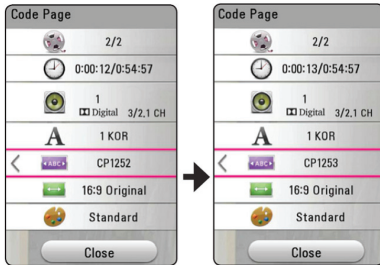 Code Page
2/2
0:00:12/0:54:57
1
Digital 3/2.1 CH
A
1 KOR
ABC
CP1252
16:9 Original
Standard
Close
Code Page
2/2
0:00:13/0:54:57
1
Digital 3/2.1 CH
A
1 KOR
ABC
CP1253
16:9 Original
Standard
Close